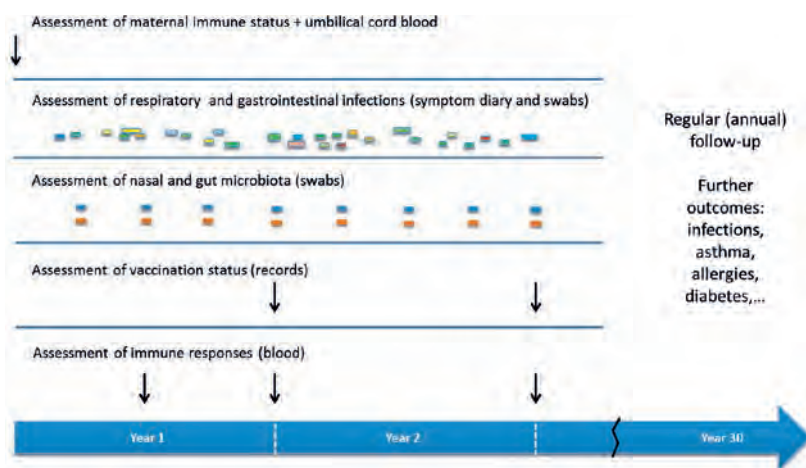 Assessment of maternal immune status + umbilical cord blood
Assessment of respiratory and gastrointestinal infections (symptom diary and swabs)
Assessment of nasal and gut microbiota (swabs)
Assessment of vaccination status (records)
Assessment of immune responses (blood)
Regular (annual)
follow-up
Further
outcomes:
infections,
asthma,
allergies,
diabetes,...
Year 1
Year 2
Year 30